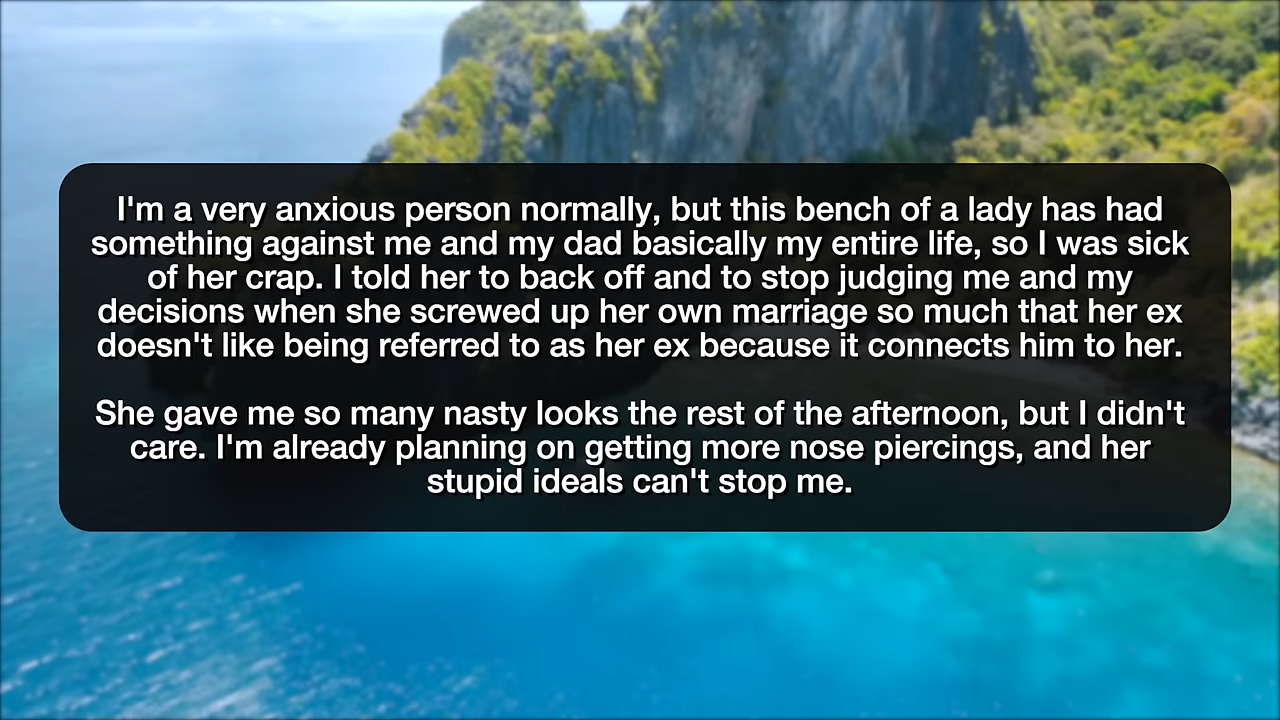 I'm a very anxious person normally, but this bench of a lady has had
something against me and my dad basically my entire life, so I was sick
of her crap. I told her to back off and to stop judging me and my
decisions when she screwed up her own marriage so much that her ex
doesn't like being referred to as her ex because it connects him to her.
She gave me so many nasty looks the rest of the afternoon, but I didn't
care. I'm already planning on getting more nose piercings, and her
stupid ideals can't stop me.